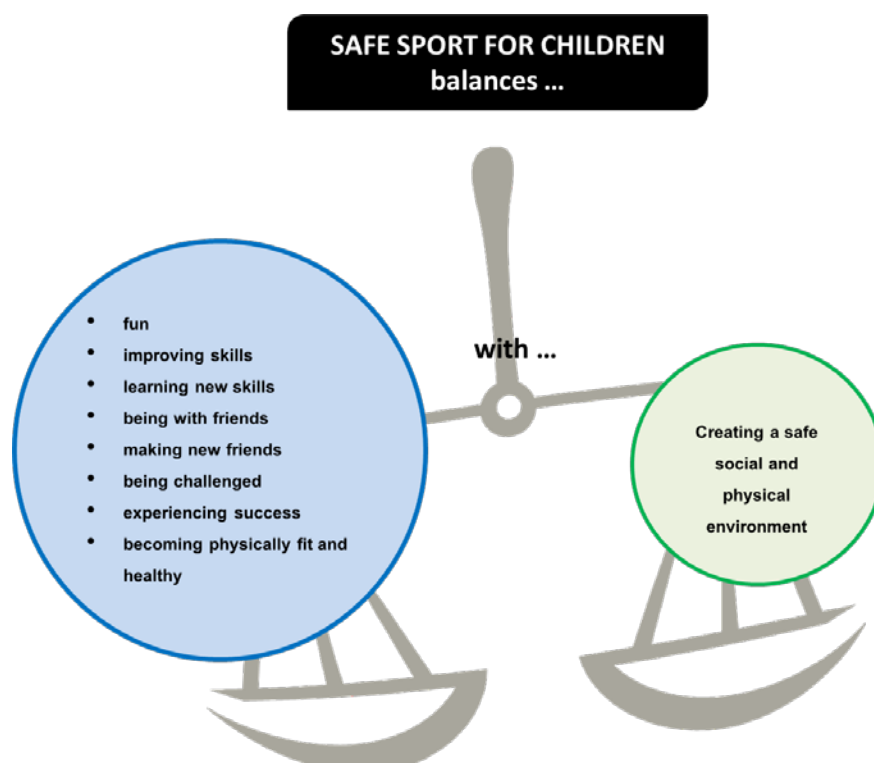 SAFE SPORT FOR CHILDREN
balances ...
with ...
• fun
• improving skills
• learning new skills
• being with friends
• making new friends
• being challenged
• experiencing success
• becoming physically fit and
healthy
Creating a safe
social and
physical
environment